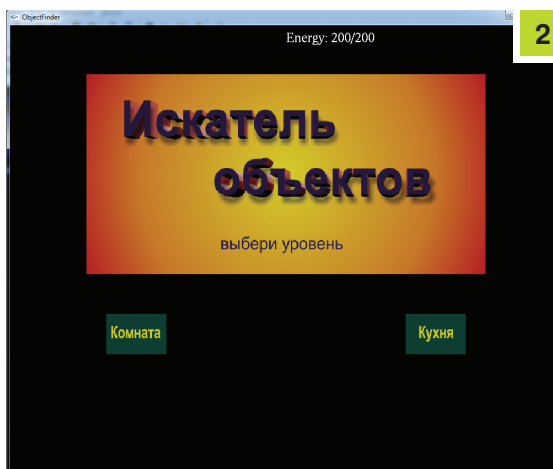 ObjectFinder
2
Energy: 200/200
Искатель
объектов
выбери уровень
Комната
Кухня